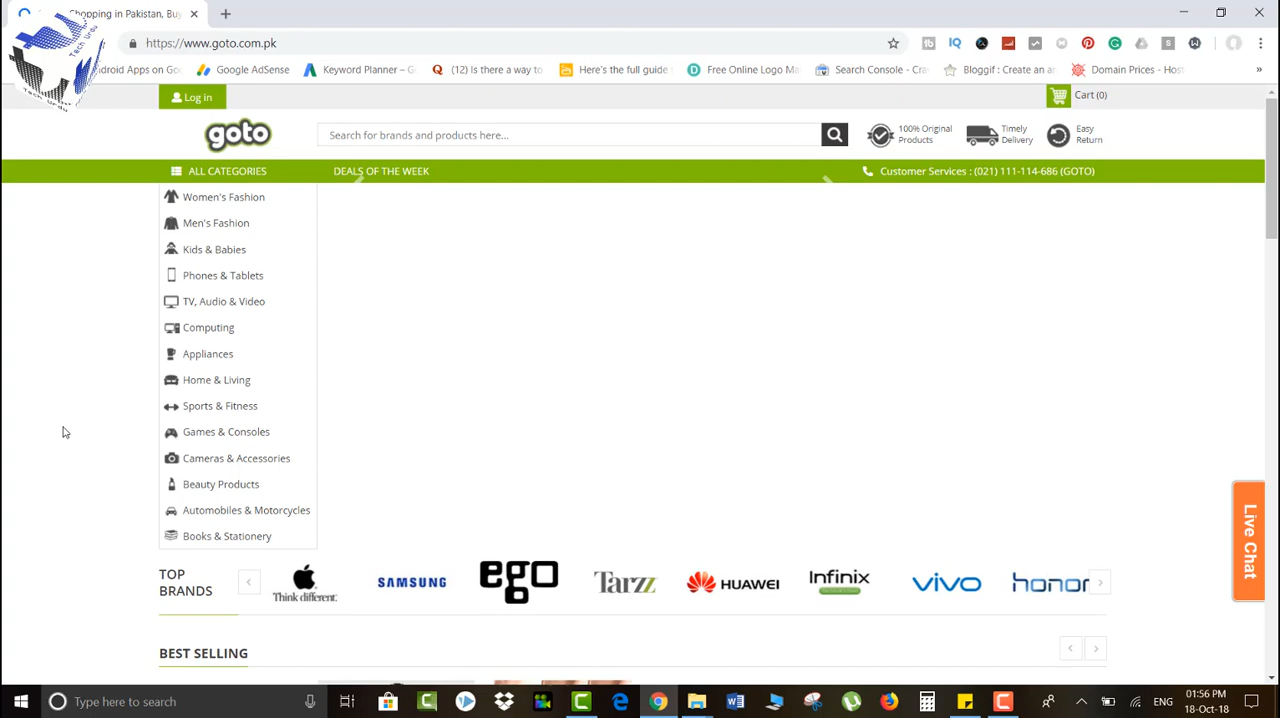 Shopping in Pakistan, Buy
https://www.goto.com.pk
Tech Urdu
Tech Urdu
Google AdSense
Keyword Planner – G
(12) Is there a way to
Here's the full guide
Free Online Logo Ma
Search Console - Cra
Bloggif : Create an an
Domain Prices - Host
»
Log in
Cart (0)
goto
Search for brands and products here...
100% Original
Products
Timely
Delivery
Easy
Return
ALL CATEGORIES
DEALS OF THE WEEK
Customer Services : (021) 111-114-686 (GOTO)
Women's Fashion
Men's Fashion
Kids & Babies
Phones & Tablets
TV, Audio & Video
Computing
Appliances
Home & Living
Sports & Fitness
Games & Consoles
Cameras & Accessories
Beauty Products
Automobiles & Motorcycles
Books & Stationery
Live Chat
TOP
BRANDS
Think different.
SAMSUNG
ego
Tarzz
HUAWEI
Infinix
vivo
honor
BEST SELLING
Type here to search
ENG
01:56 PM
18-Oct-18